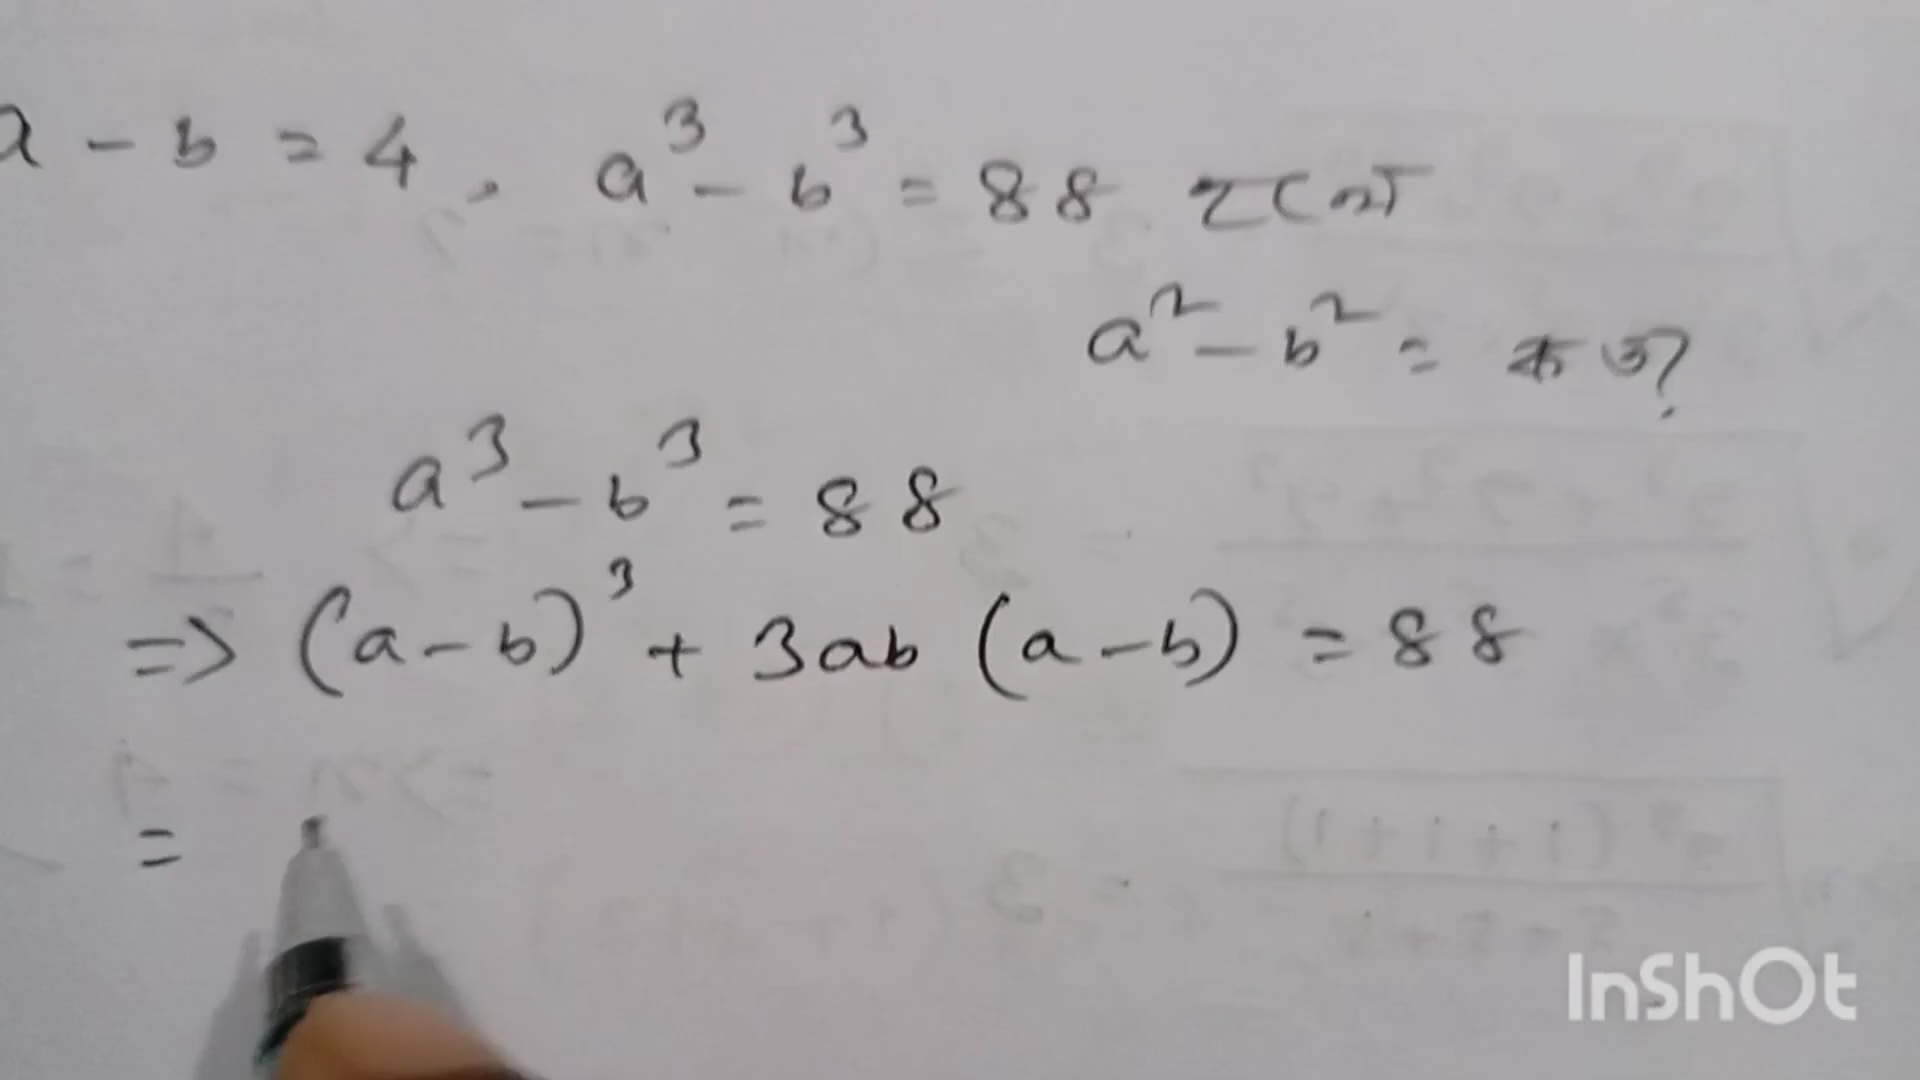 a - b = 4, a³ - b³ = 88 হলে
a² - b² = কত?
a³ - b³ = 88
=> (a - b)³ + 3ab (a - b) = 88
=
InShOt